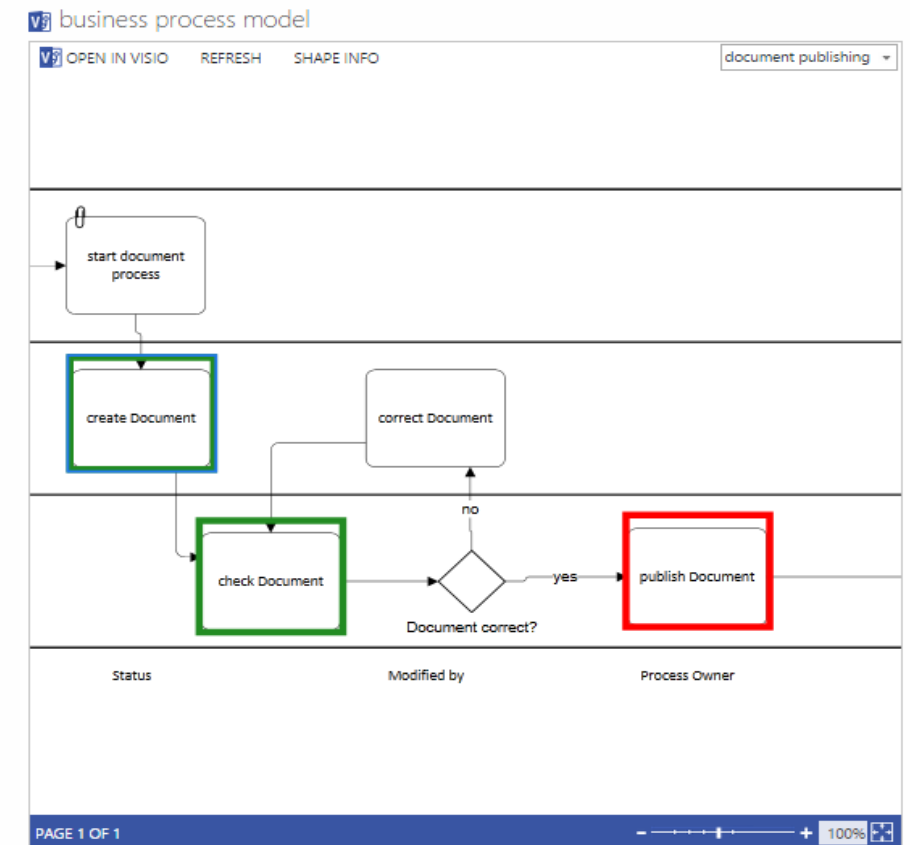 business process model
OPEN IN VISIO REFRESH SHAPE INFO document publishing
start document
process
create Document
correct Document
no
check Document
yes
publish Document
Document correct?
Status Modified by Process Owner
PAGE 1 OF 1 100%